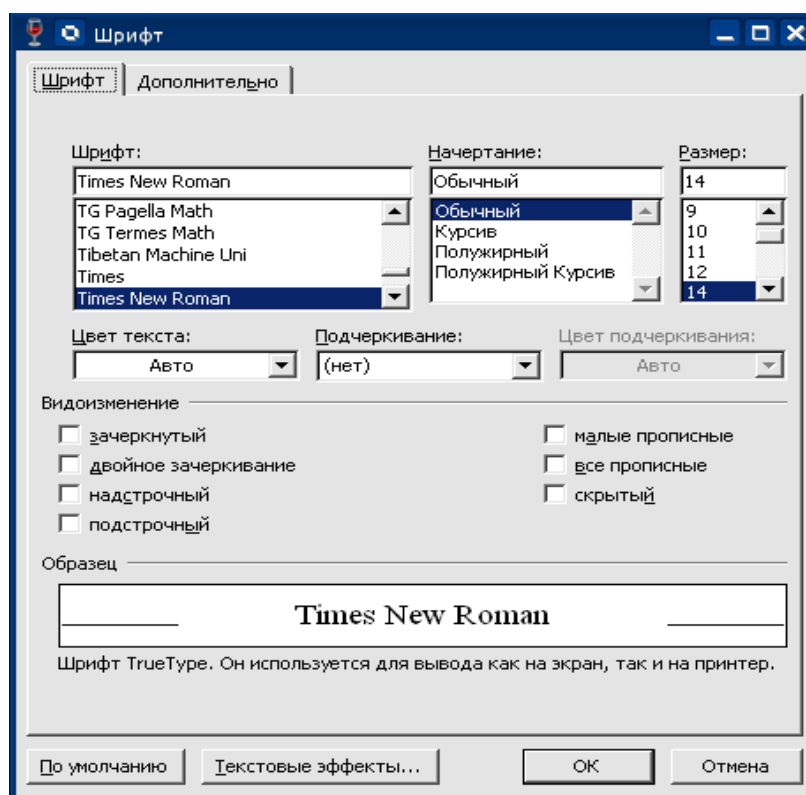 Шрифт
Шрифт Дополнительно
Шрифт: Начертание: Размер:
Times New Roman Обычный 14
TG Pagella Math Обычный 9
TG Termes Math Курсив 10
Tibetan Machine Uni Полужирный 11
Times Полужирный Курсив 12
Times New Roman 14
Цвет текста: Подчеркивание: Цвет подчеркивания:
Авто (нет) Авто
Видоизменение
зачеркнутый малые прописные
двойное зачеркивание все прописные
надстрочный скрытый
подстрочный
Образец
Times New Roman
Шрифт TrueType. Он используется для вывода как на экран, так и на принтер.
По умолчанию Текстовые эффекты... ОК Отмена